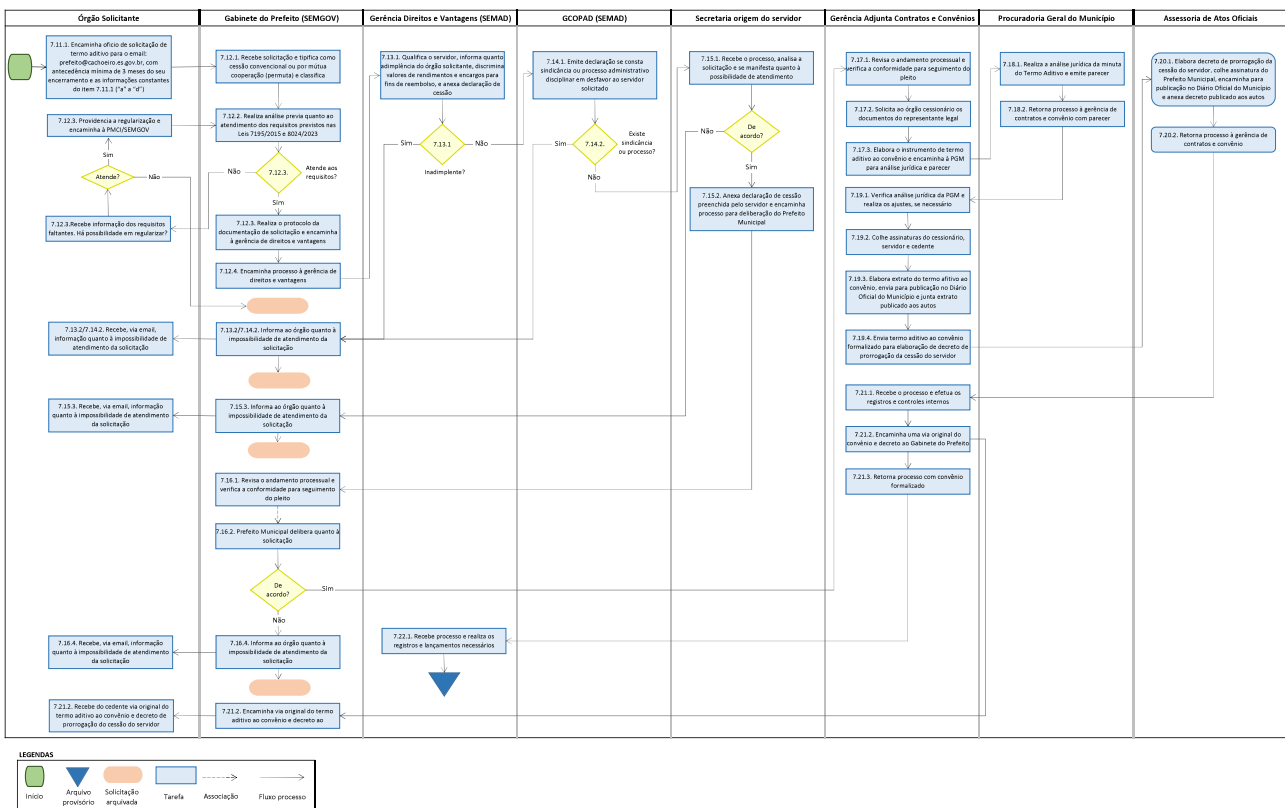 Órgão Solicitante
Gabinete do Prefeito (SEMGOV)
Gerência Direitos e Vantagens (SEMAD)
GCOPAD (SEMAD)
Secretaria origem do servidor
Gerência Adjunta Contratos e Convênios
Procuradoria Geral do Município
Assessoria de Atos Oficiais
7.11.1. Encaminha ofício de solicitação de
termo aditivo para o email:
prefeito@cachoeiro.es.gov.br, com
antecedência mínima de 3 meses do seu
encerramento e as informações constantes
do item 7.11.1 ("a" a "d")
7.12.3. Providencia a regularização e
encaminha à PMCI/SEMGOV
Sim
Atende?
Não
7.12.3.Recebe informação dos requisitos
faltantes. Há possibilidade em regularizar?
7.13.2/7.14.2. Recebe, via email,
informação quanto à impossibilidade de
atendimento da solicitação
7.15.3. Recebe, via email, informação
quanto à impossibilidade de atendimento
da solicitação
7.16.4. Recebe, via email, informação
quanto à impossibilidade de atendimento
da solicitação
7.21.2. Recebe do cedente via original do
termo aditivo ao convênio e decreto de
prorrogação do cessão do servidor
7.12.1. Recebe solicitação e tipifica como
cessão convencional ou por mútua
cooperação (permuta) e classifica
7.12.2. Realiza análise prévia quanto ao
atendimento dos requisitos previstos nas
Leis 7195/2015 e 8024/2023
7.12.3.
Atende aos
requisitos?
Não
Sim
7.12.3. Realiza o protocolo da
documentação de solicitação e encaminha
à gerência de direitos e vantagens
7.12.4. Encaminha processo à gerência de
direitos e vantagens
7.13.2/7.14.2. Informa ao órgão quanto à
impossibilidade de atendimento da
solicitação
7.15.3. Informa ao órgão quanto à
impossibilidade de atendimento da
solicitação
7.16.1. Revisa o andamento processual e
verifica a conformidade para seguimento
do pleito
7.16.2. Prefeito Municipal delibera quanto à
solicitação
De
acordo?
Sim
Não
7.16.4. Informa ao órgão quanto à
impossibilidade de atendimento da
solicitação
7.21.2. Encaminha via original do termo
aditivo ao convênio e decreto ao
7.13.1. Qualifica o servidor, informa quanto
adimplência do órgão solicitante, discrimina
valores de rendimentos e encargos para
fins de reembolso, e anexa declaração de
cessão
Sim
7.13.1
Não
Inadimplente?
7.22.1. Recebe processo e realiza os
registros e lançamentos necessários
7.14.1. Emite declaração se consta
sindicância ou processo administrativo
disciplinar em desfavor ao servidor
solicitado
Sim
7.14.2.
Existe
sindicância
ou processo?
Não
7.15.1. Recebe o processo, analisa a
solicitação e se manifesta quanto à
possibilidade de atendimento
Não
De
acordo?
Sim
7.15.2. Anexa declaração de cessão
preenchida pelo servidor e encaminha
processo para deliberação do Prefeito
Municipal
7.17.1. Revisa o andamento processual e
verifica a conformidade para seguimento do
pleito
7.17.2. Solicita ao órgão cessionário os
documentos do representante legal
7.17.3. Elabora o instrumento de termo
aditivo ao convênio e encaminha à PGM
para análise jurídica e parecer
7.19.1. Verifica análise jurídica da PGM e
realiza os ajustes, se necessário
7.19.2. Colhe assinaturas do cessionário,
servidor e cedente
7.19.3. Elabora extrato do termo afitivo ao
convênio, envia para publicação no Diário
Oficial do Município e junta extrato
publicado aos autos
7.19.4. Envia termo aditivo ao convênio
formalizado para elaboração de decreto de
prorrogação da cessão do servidor
7.21.1. Recebe o processo e efetua os
registros e controles internos
7.21.2. Encaminha uma via original do
convênio e decreto ao Gabinete do Prefeito
7.21.3. Retorna processo com convênio
formalizado
7.18.1. Realiza a análise jurídica da minuta
do Termo Aditivo e emite parecer
7.18.2. Retorna processo à gerência de
contratos e convênio com parecer
7.20.1. Elabora decreto de prorrogação da
cessão do servidor, colhe assinatura do
Prefeito Municipal, encaminha para
publicação no Diário Oficial do Município
e anexa decreto publicado aos autos
7.20.2. Retorna processo à gerência de
contratos e convênio
LEGENDAS
Início
Arquivo
provisório
Solicitação
arquivada
Tarefa
Associação
Fluxo processo